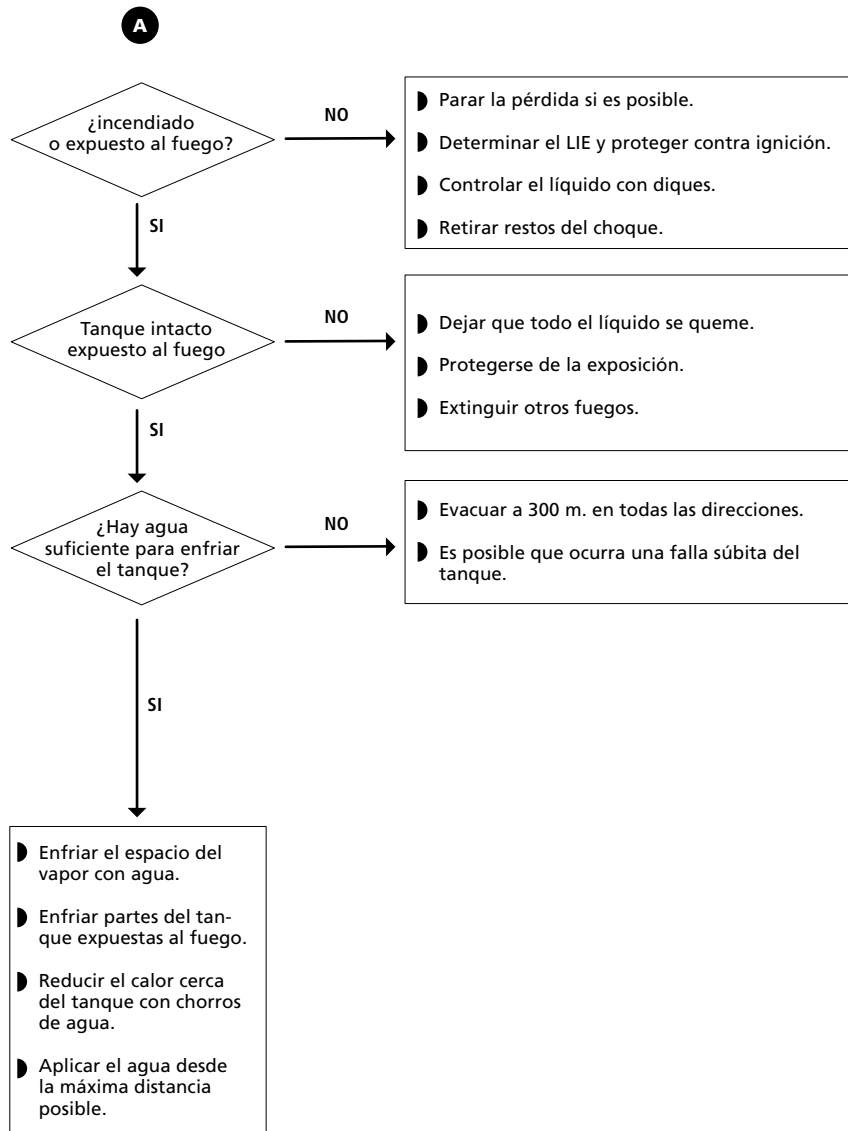 A
¿incendiado
o expuesto al fuego?
NO
Parar la pérdida si es posible.
Determinar el LIE y proteger contra ignición.
Controlar el líquido con diques.
Retirar restos del choque.
SI
Tanque intacto
expuesto al fuego
NO
Dejar que todo el líquido se queme.
Protegerse de la exposición.
Extinguir otros fuegos.
SI
¿Hay agua
suficiente para enfriar
el tanque?
NO
Evacuar a 300 m. en todas las direcciones.
Es posible que ocurra una falla súbita del
tanque.
SI
Enfriar el espacio del
vapor con agua.
Enfriar partes del tan-
que expuestas al fuego.
Reducir el calor cerca
del tanque con chorros
de agua.
Aplicar el agua desde
la máxima distancia
posible.